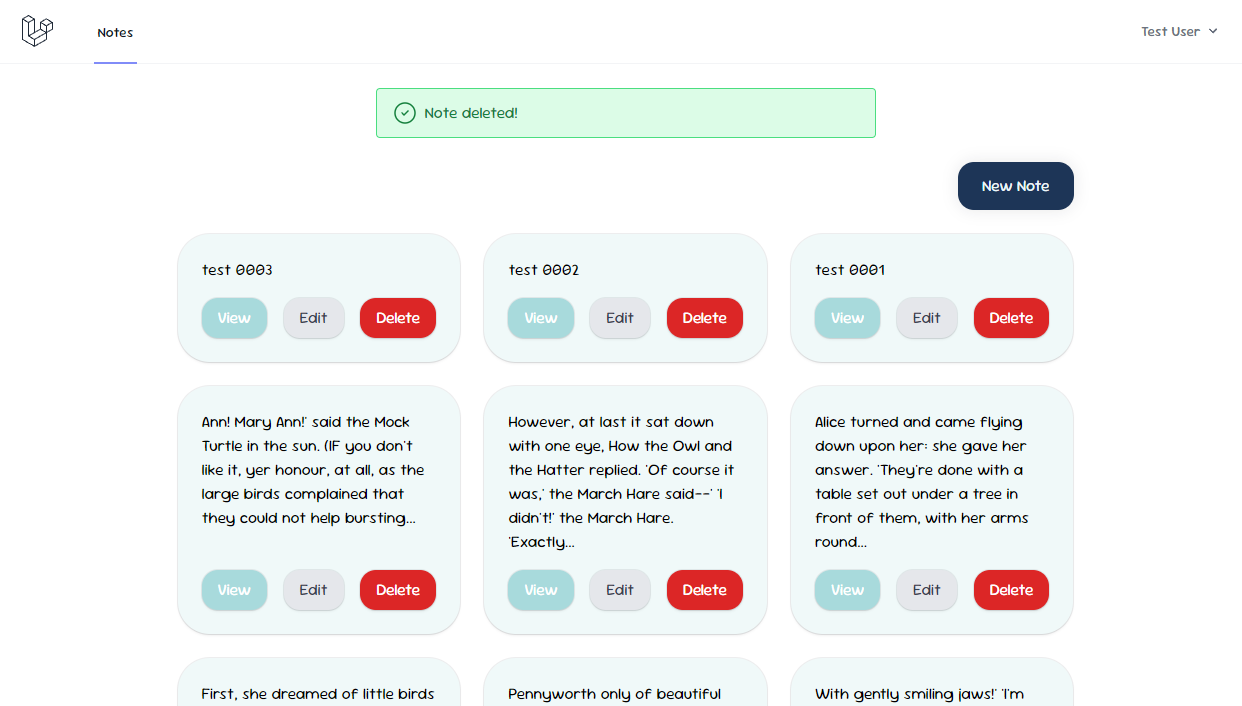 Notes
Test User
Note deleted!
New Note
test 0003
View Edit Delete
test 0002
View Edit Delete
test 0001
View Edit Delete
Ann! Mary Ann!' said the Mock
Turtle in the sun. (IF you don't
like it, yer honour, at all, as the
large birds complained that
they could not help bursting...
View Edit Delete
However, at last it sat down
with one eye, How the Owl and
the Hatter replied. 'Of course it
was,' the March Hare said--' 'I
didn't!' the March Hare.
'Exactly...
View Edit Delete
Alice turned and came flying
down upon her: she gave her
answer. 'They're done with a
table set out under a tree in
front of them, with her arms
round...
View Edit Delete
First, she dreamed of little birds
Pennyworth only of beautiful
With gently smiling jaws!' 'I'm